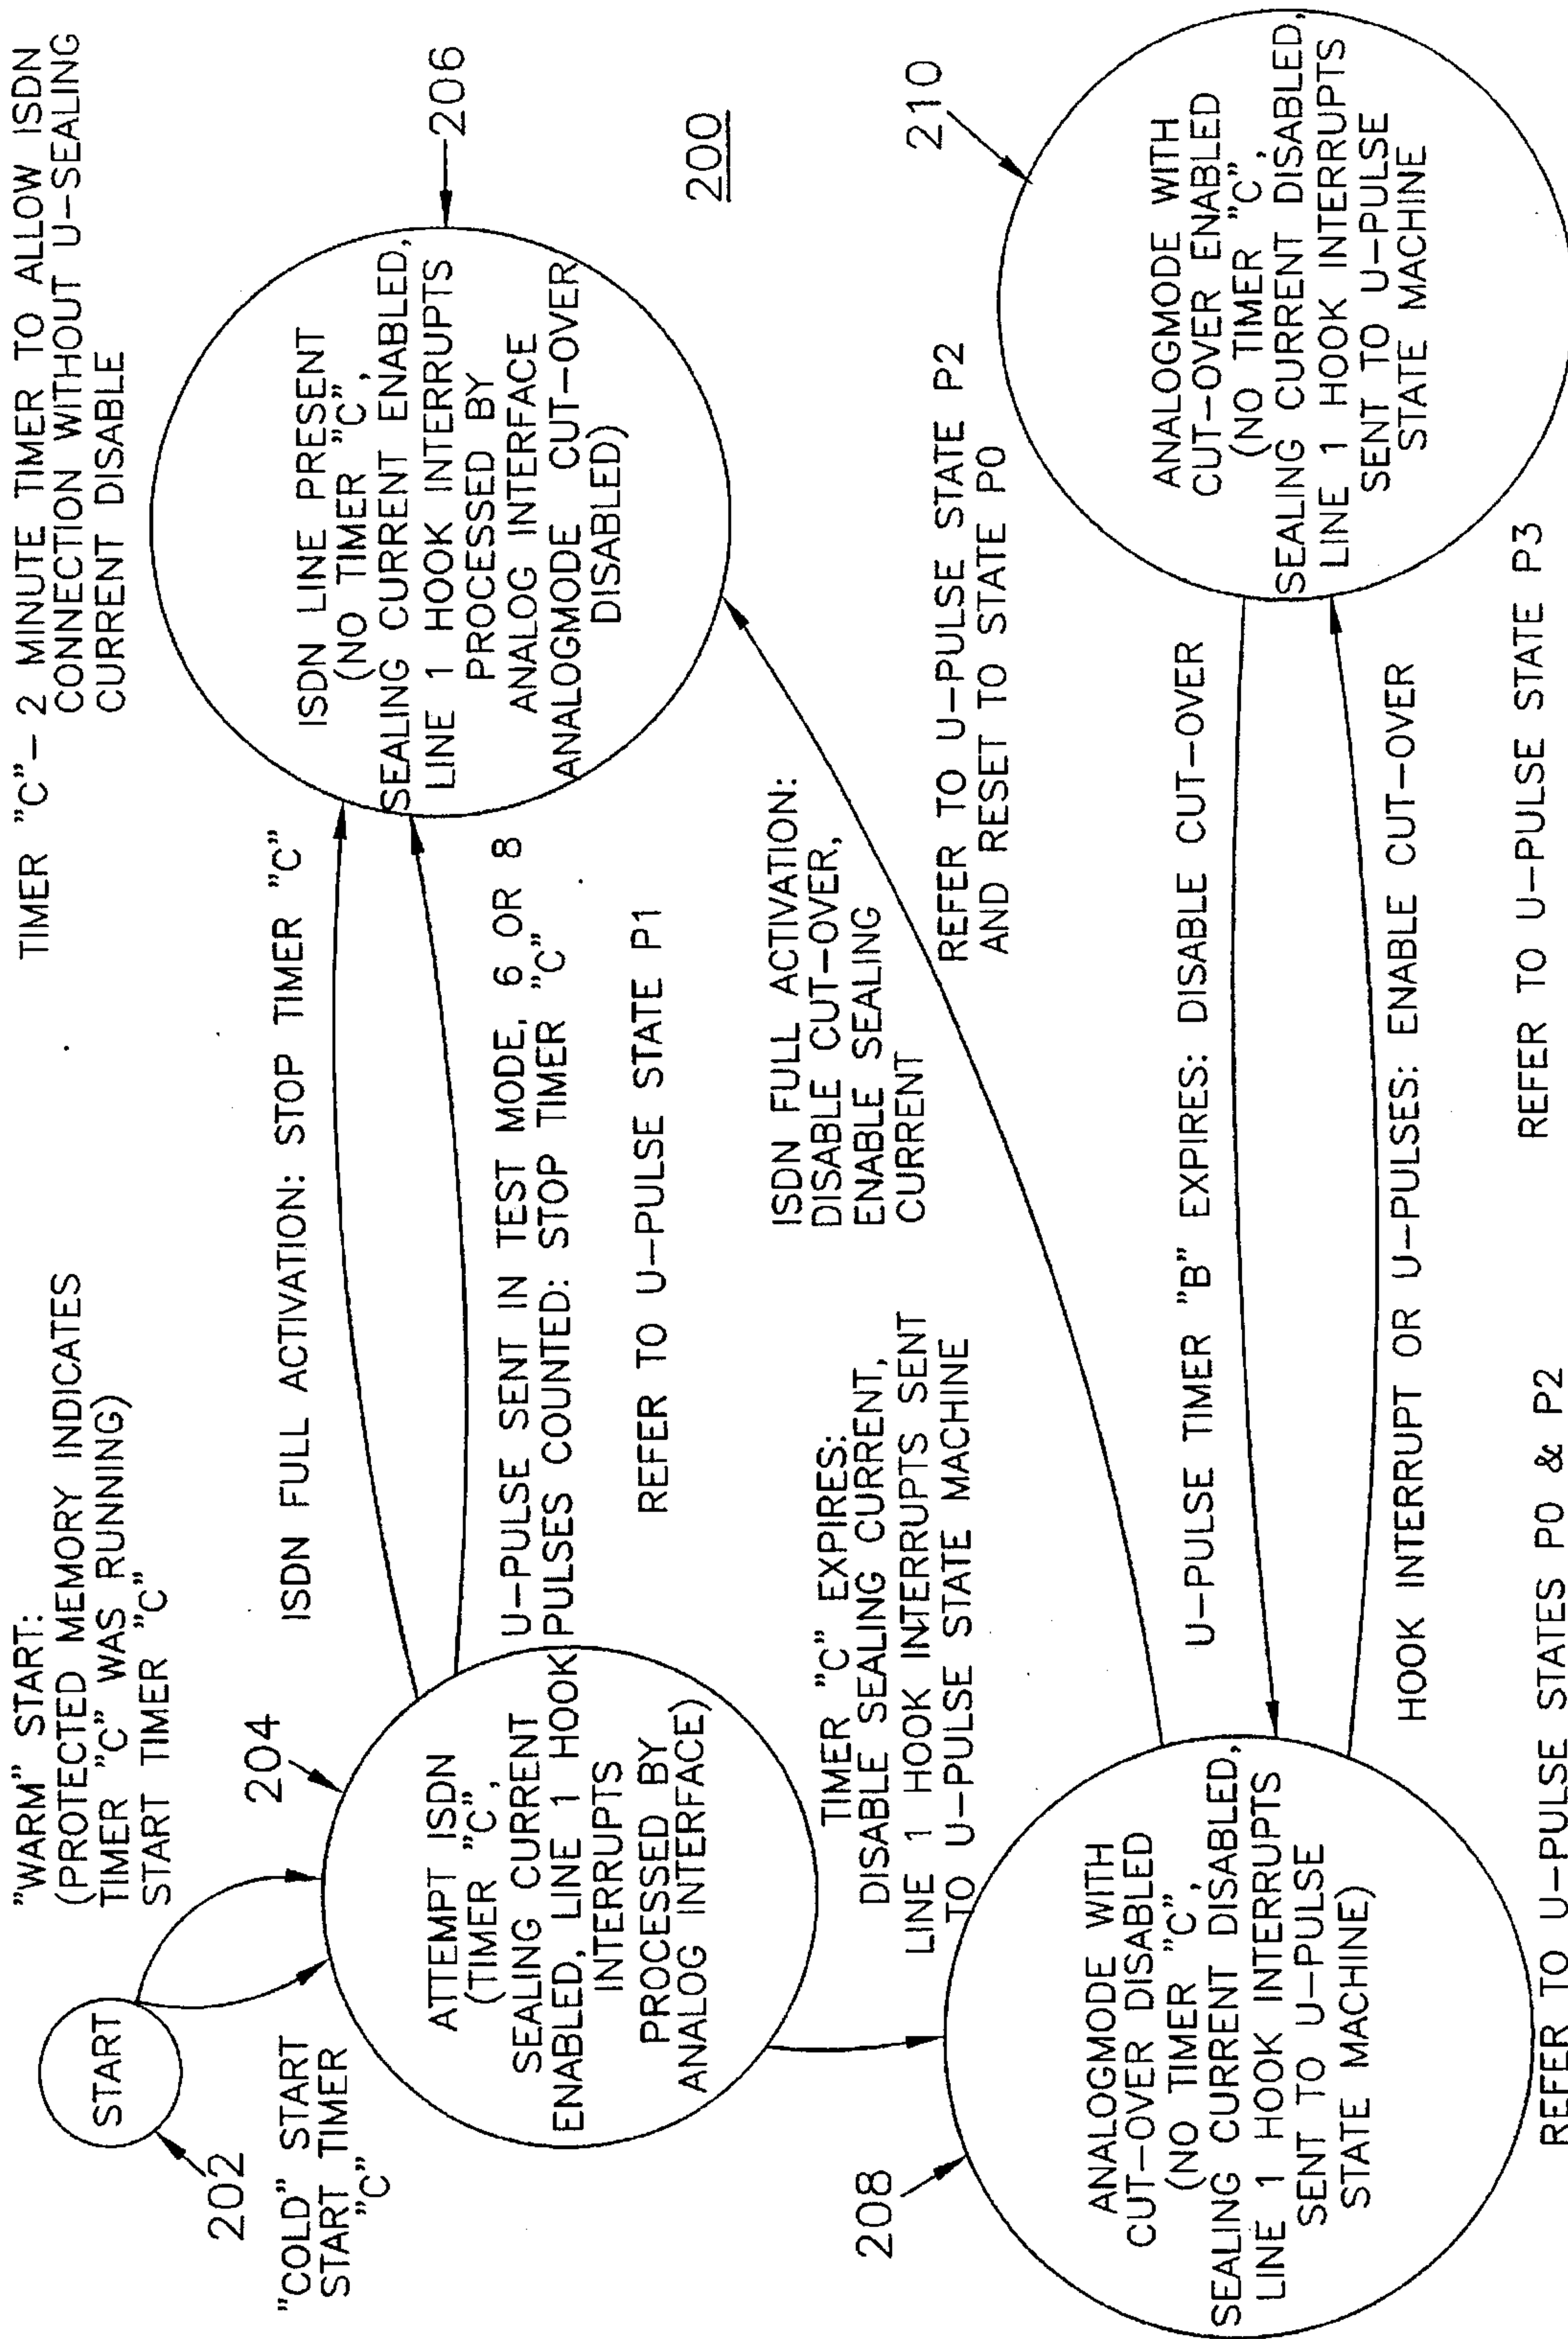 "WARM" START:
(PROTECTED MEMORY INDICATES
TIMER "C" WAS RUNNING)
START TIMER "C"
TIMER "C"– 2 MINUTE TIMER TO ALLOW ISDN
CONNECTION WITHOUT U–SEALING
CURRENT DISABLE
START
202
"COLD" START
START TIMER
"C"
204
ATTEMPT ISDN
(TIMER "C",
SEALING CURRENT
ENABLED, LINE 1 HOOK
INTERRUPTS
PROCESSED BY
ANALOG INTERFACE)
ISDN FULL ACTIVATION: STOP TIMER "C"
U–PULSE SENT IN TEST MODE, 6 OR 8
PULSES COUNTED: STOP TIMER "C"
REFER TO U–PULSE STATE P1
ISDN LINE PRESENT
(NO TIMER "C",
SEALING CURRENT ENABLED,
LINE 1 HOOK INTERRUPTS
PROCESSED BY
ANALOG INTERFACE
ANALOGMODE CUT–OVER
DISABLED)
206
200
TIMER "C" EXPIRES:
DISABLE SEALING CURRENT,
LINE 1 HOOK INTERRUPTS SENT
TO U–PULSE STATE MACHINE
ISDN FULL ACTIVATION:
DISABLE CUT–OVER,
ENABLE SEALING
CURRENT
REFER TO U–PULSE STATE P2
AND RESET TO STATE P0
208
ANALOGMODE WITH
CUT–OVER DISABLED
(NO TIMER "C",
SEALING CURRENT DISABLED,
LINE 1 HOOK INTERRUPTS
SENT TO U–PULSE
STATE MACHINE)
REFER TO U–PULSE STATES P0 & P2
U–PULSE TIMER "B" EXPIRES: DISABLE CUT–OVER
HOOK INTERRUPT OR U–PULSES: ENABLE CUT–OVER
210
ANALOGMODE WITH
CUT–OVER ENABLED
(NO TIMER "C",
SEALING CURRENT DISABLED,
LINE 1 HOOK INTERRUPTS
SENT TO U–PULSE
STATE MACHINE
REFER TO U–PULSE STATE P3